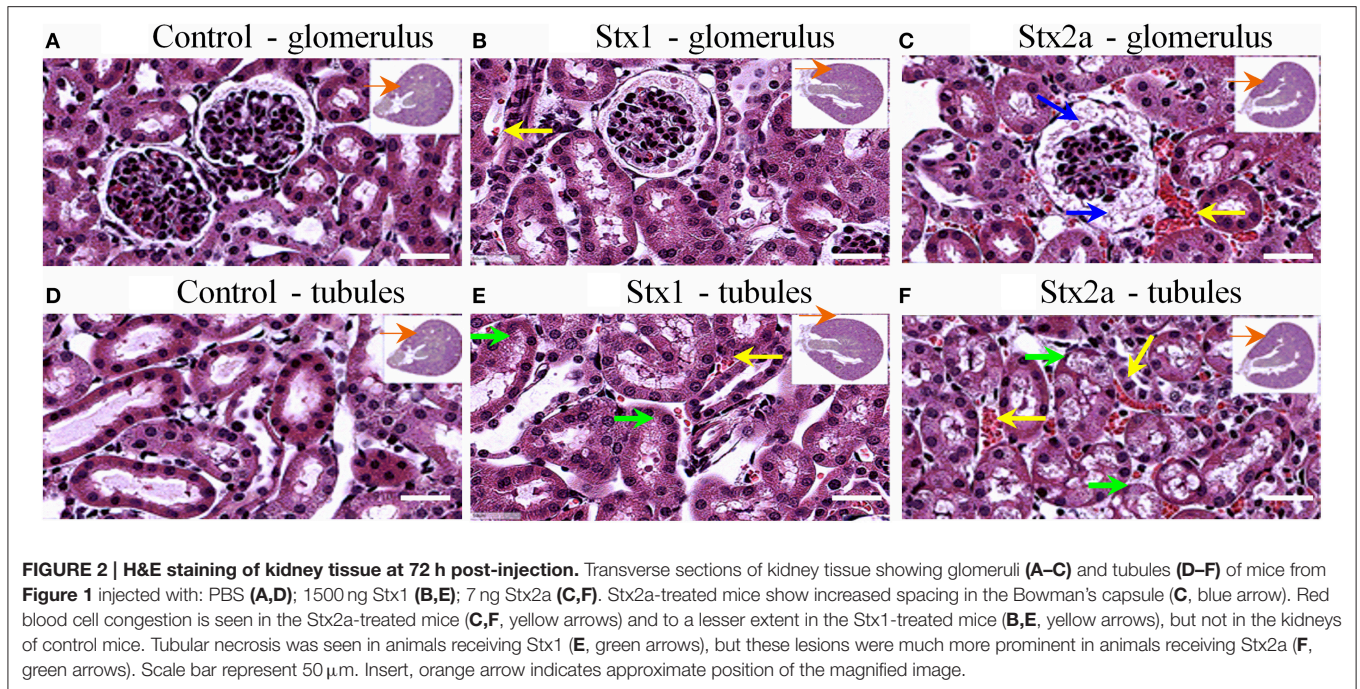 A Control - glomerulus B Stx1 - glomerulus C Stx2a - glomerulus
D Control - tubules E Stx1 - tubules F Stx2a - tubules
FIGURE 2 | H&E staining of kidney tissue at 72 h post-injection. Transverse sections of kidney tissue showing glomeruli (A–C) and tubules (D–F) of mice from
Figure 1 injected with: PBS (A,D); 1500 ng Stx1 (B,E); 7 ng Stx2a (C,F). Stx2a-treated mice show increased spacing in the Bowman's capsule (C, blue arrow). Red
blood cell congestion is seen in the Stx2a-treated mice (C,F, yellow arrows) and to a lesser extent in the Stx1-treated mice (B,E, yellow arrows), but not in the kidneys
of control mice. Tubular necrosis was seen in animals receiving Stx1 (E, green arrows), but these lesions were much more prominent in animals receiving Stx2a (F,
green arrows). Scale bar represent 50 μm. Insert, orange arrow indicates approximate position of the magnified image.